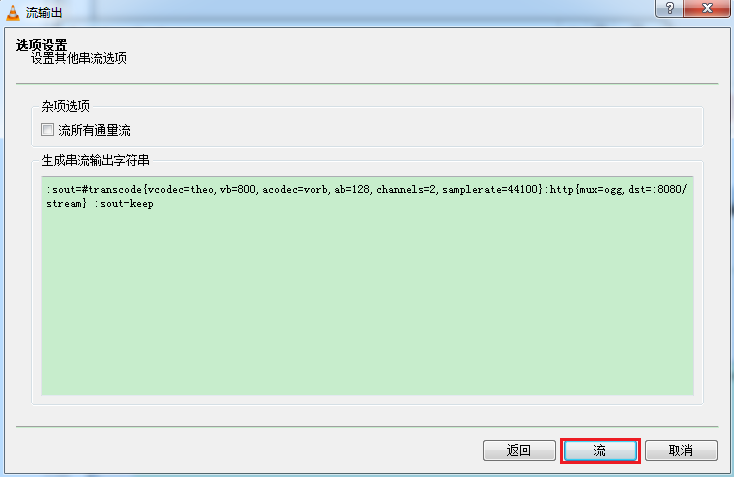 流输出
选项设置
设置其他串流选项
杂项选项
流所有通量流
生成串流输出字符串
:sout=#transcode{vcodec=theo,vb=800,acodec=vorb,ab=128,channels=2,samplerate=44100}:http{mux=ogg,dst=:8080/
stream} :sout-keep
返回 流 取消